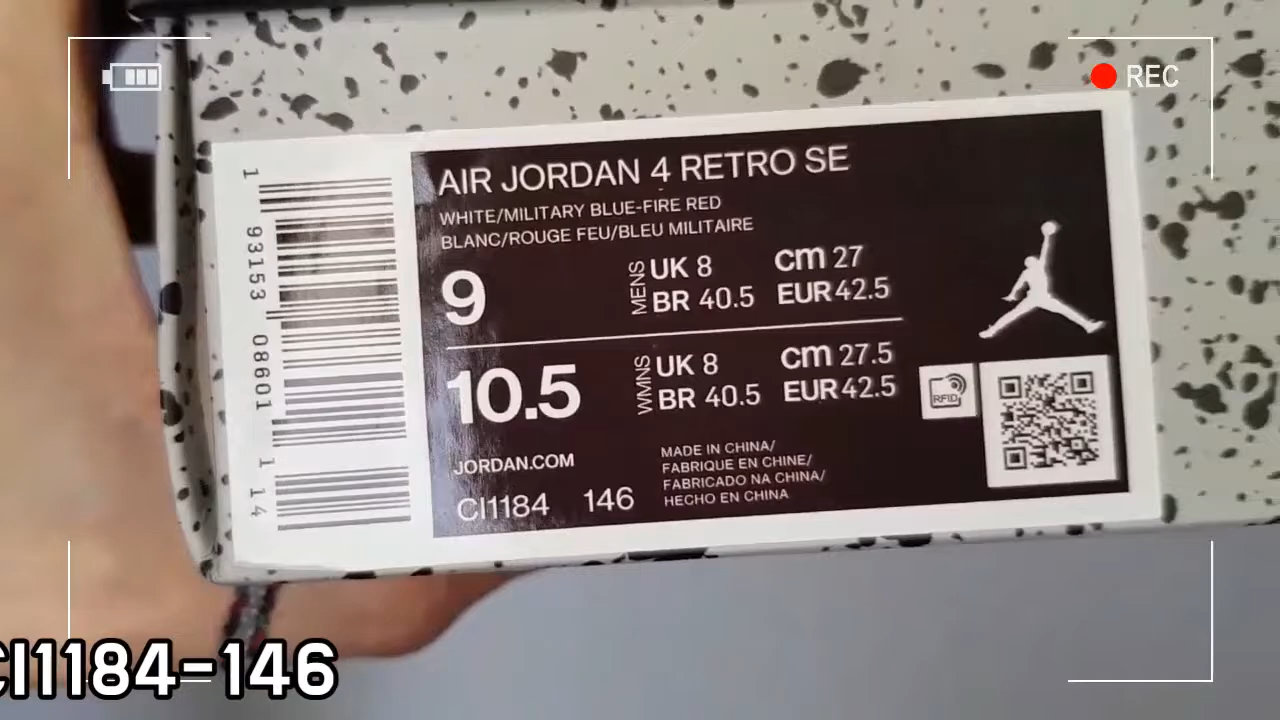 REC
AIR JORDAN 4 RETRO SE
WHITE/MILITARY BLUE-FIRE RED
BLANC/ROUGE FEU/BLEU MILITAIRE
9
MENS
UK 8
cm 27
BR 40.5
EUR 42.5
10.5
WMNS
UK 8
cm 27.5
BR 40.5
EUR 42.5
RFID
JORDAN.COM
CI1184 146
MADE IN CHINA/
FABRIQUE EN CHINE/
FABRICADO NA CHINA/
HECHO EN CHINA
1 93153 08601 1 14
CI1184-146